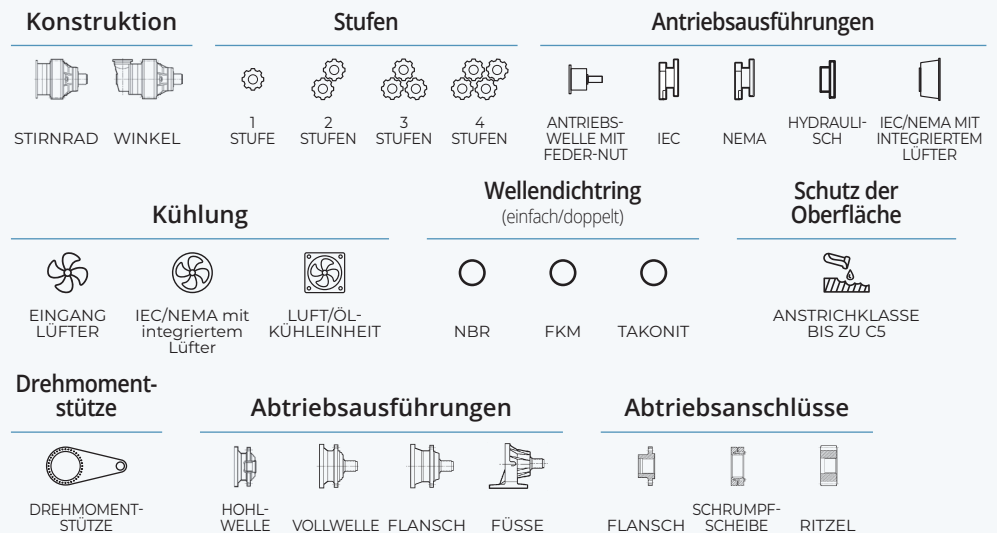 Konstruktion
Stufen
Antriebsausführungen
STIRNRAD
WINKEL
1
STUFE
2
STUFEN
3
STUFEN
4
STUFEN
ANTRIEBS-
WELLE MIT
FEDER-NUT
IEC
NEMA
HYDRAULI-
SCH
IEC/NEMA MIT
INTEGRIERTEM
LÜFTER
Kühlung
Wellendichtring
(einfach/doppelt)
Schutz der
Oberfläche
EINGANG
LÜFTER
IEC/NEMA mit
integriertem
Lüfter
LUFT/ÖL-
KÜHLEINHEIT
NBR
FKM
TAKONIT
ANSTRICHKLASSE
BIS ZU C5
Drehmoment-
stütze
Abtriebsausführungen
Abtriebsanschlüsse
DREHMOMENT-
STÜTZE
HOHL-
WELLE
VOLLWELLE
FLANSCH
FÜSSE
FLANSCH
SCHRUMPF-
SCHEIBE
RITZEL